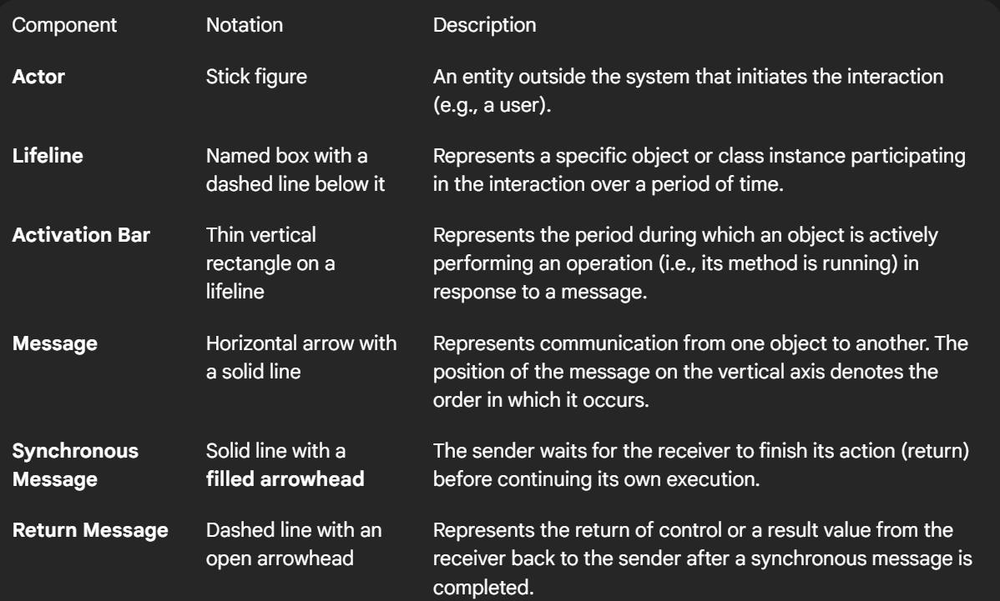 Component Notation Description
Actor Stick figure An entity outside the system that initiates the interaction
(e.g., a user).
Lifeline Named box with a Represents a specific object or class instance participating
dashed line below it in the interaction over a period of time.
Activation Bar Thin vertical Represents the period during which an object is actively
rectangle on a performing an operation (i.e., its method is running) in
lifeline response to a message.
Message Horizontal arrow with Represents communication from one object to another. The
a solid line position of the message on the vertical axis denotes the
order in which it occurs.
Synchronous Solid line with a The sender waits for the receiver to finish its action (return)
Message filled arrowhead before continuing its own execution.
Return Message Dashed line with an Represents the return of control or a result value from the
open arrowhead receiver back to the sender after a synchronous message is
completed.